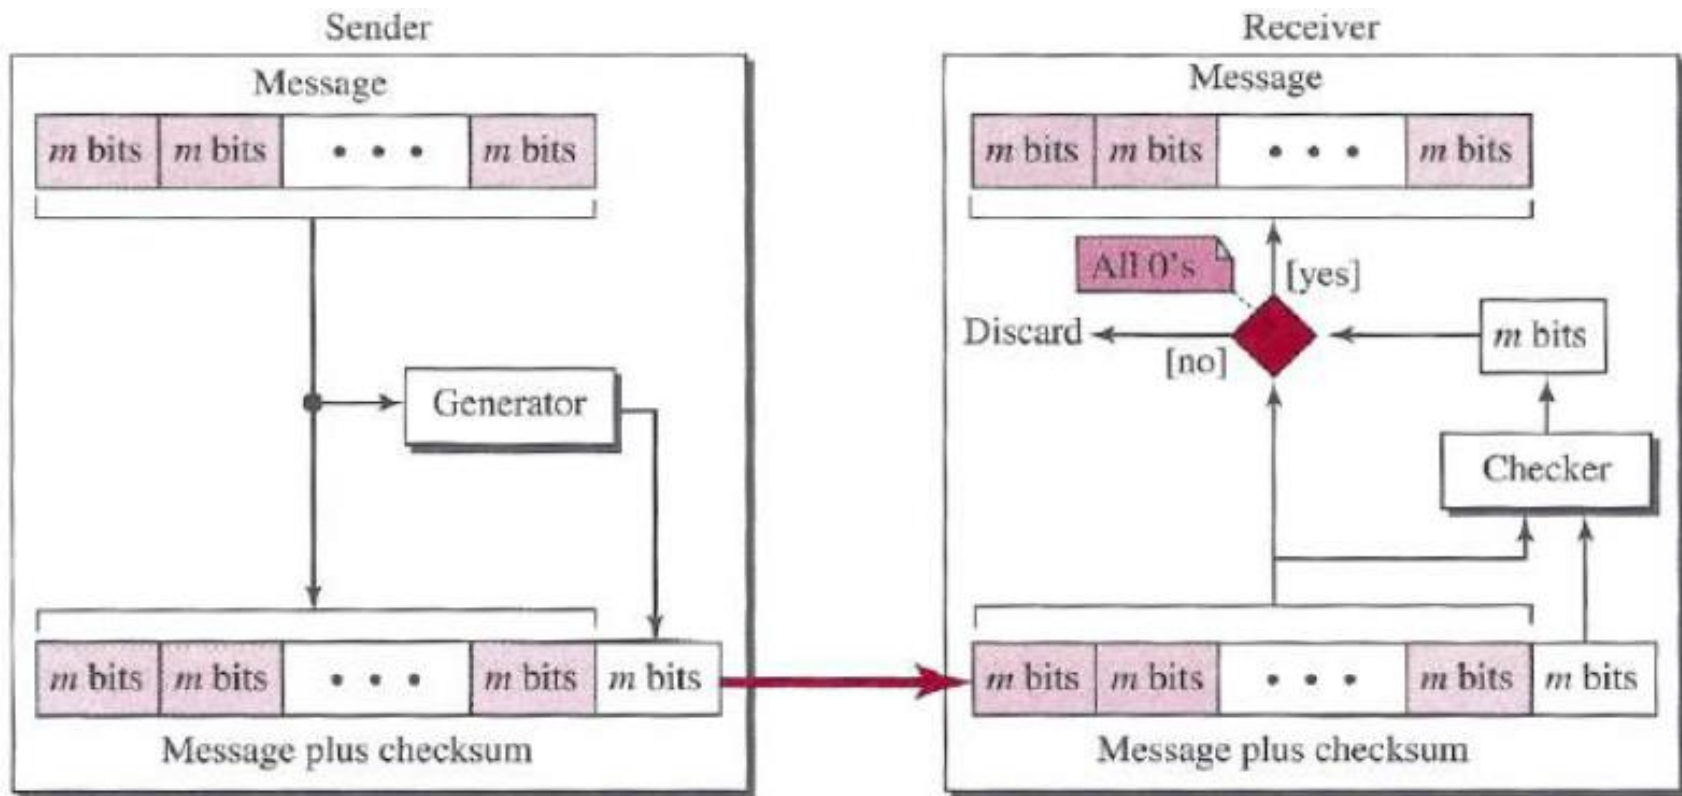 Sender
Message
m bits m bits • • • m bits
Generator
m bits m bits • • • m bits m bits
Message plus checksum
Receiver
Message
m bits m bits • • • m bits
All 0's
[yes]
Discard
[no]
m bits
Checker
m bits m bits • • • m bits m bits
Message plus checksum